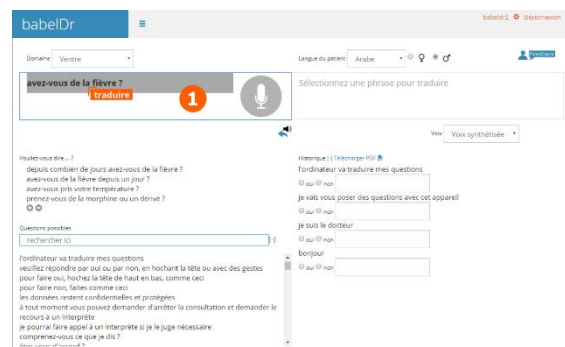 babelDr
babeldr2 Déconnexion
Domaine Ventre
Langue du patient Arabe
Feedback
avez-vous de la fièvre ?
traduire
1
Sélectionnez une phrase pour traduire
Voix Voix synthétisée
Vouliez-vous dire ... ?
depuis combien de jours avez-vous de la fièvre ?
avez-vous de la fièvre depuis un jour ?
avez-vous pris votre température ?
prenez-vous de la morphine ou un dérivé ?
Questions possibles
rechercher ici
[-]
l'ordinateur va traduire mes questions
veuillez répondre par oui ou par non, en hochant la tête ou avec des gestes
pour faire oui, hochez la tête de haut en bas, comme ceci
pour faire non, faites comme ceci
les données restent confidentielles et protégées
à tout moment vous pouvez demander d'arrêter la consultation et demander le
recours à un interprète
je pourrai faire appel à un interprète si je le juge nécessaire
comprenez-vous ce que je dis ?
êtes-vous d'accord ?
Historique [-] Télécharger PDF
l'ordinateur va traduire mes questions
oui non
je vais vous poser des questions avec cet appareil
oui non
je suis le docteur
oui non
bonjour
oui non